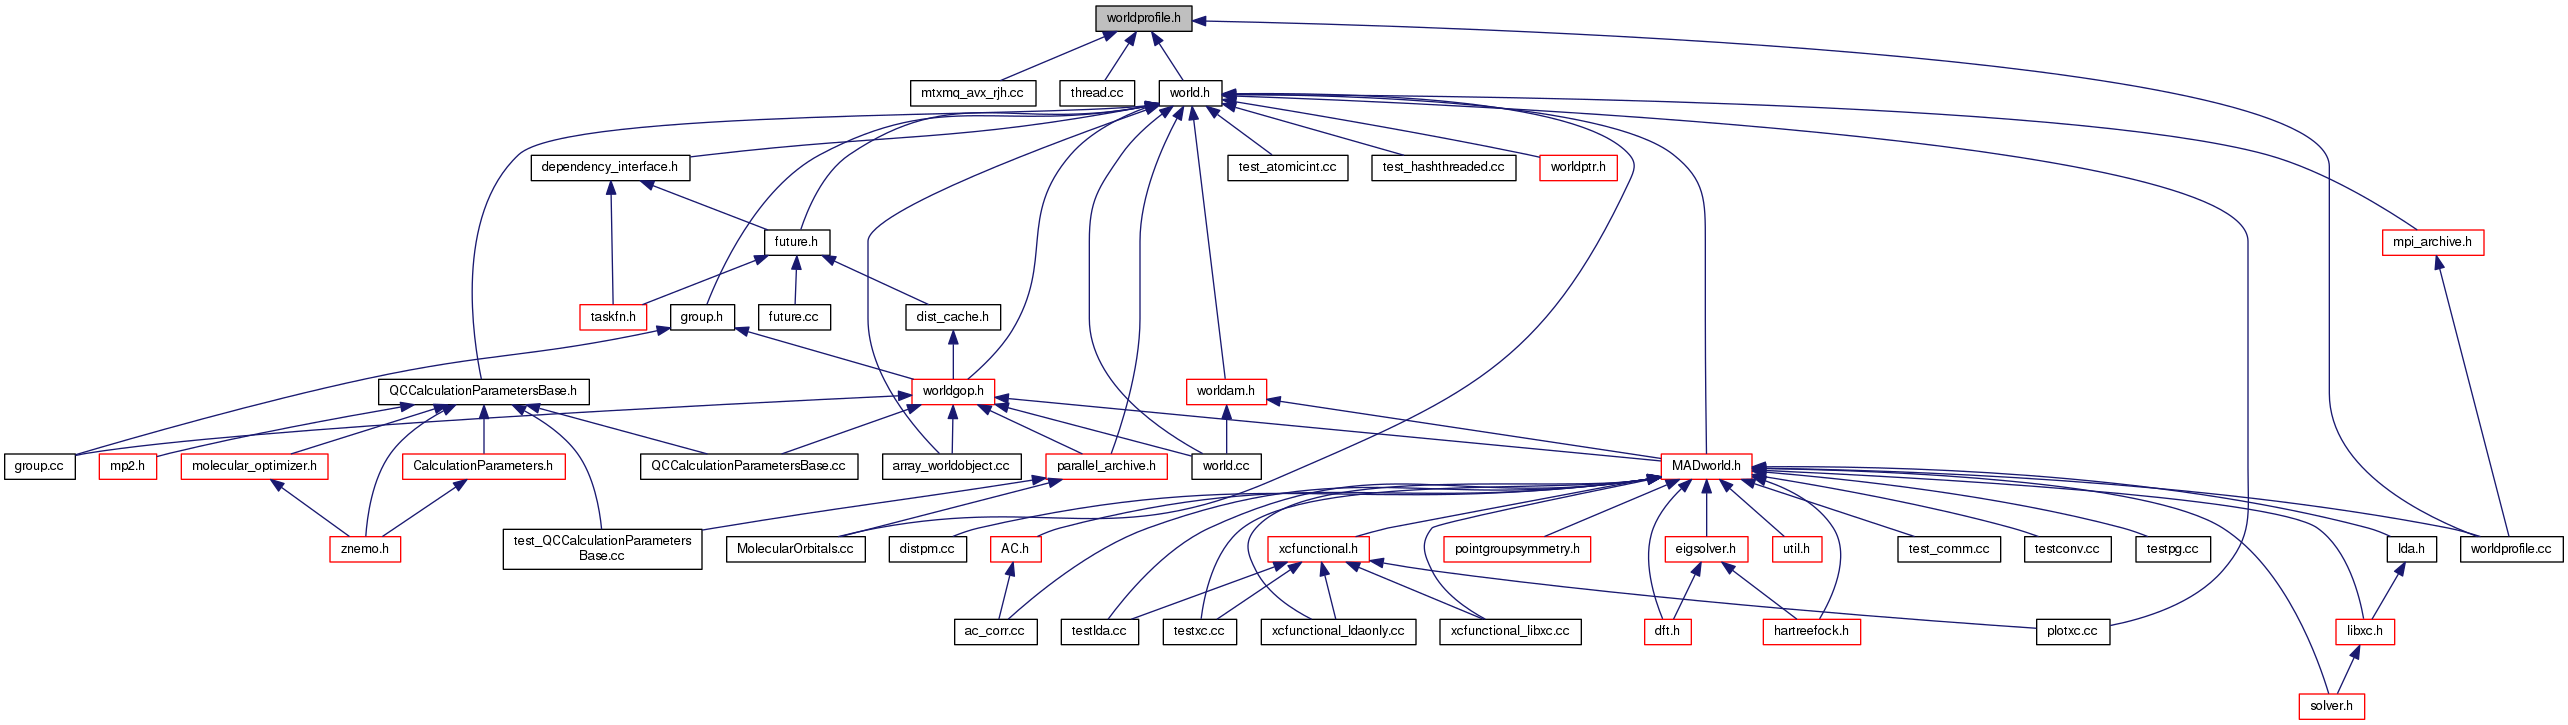 worldprofile.h
mtxmq_avx_rjh.cc
thread.cc
world.h
dependency_interface.h
test_atomicint.cc
test_hashthreaded.cc
worldptr.h
future.h
mpi_archive.h
taskfn.h
group.h
future.cc
dist_cache.h
QCCalculationParametersBase.h
worldgop.h
worldam.h
group.cc
mp2.h
molecular_optimizer.h
CalculationParameters.h
QCCalculationParametersBase.cc
array_worldobject.cc
parallel_archive.h
world.cc
MADworld.h
znemo.h
test_QCCalculationParameters
Base.cc
MolecularOrbitals.cc
distpm.cc
AC.h
xcfunctional.h
pointgroupsymmetry.h
eigsolver.h
util.h
test_comm.cc
testconv.cc
testpg.cc
lda.h
worldprofile.cc
ac_corr.cc
testlda.cc
testxc.cc
xcfunctional_ldaonly.cc
xcfunctional_libxc.cc
dft.h
hartreefock.h
plotxc.cc
libxc.h
solver.h